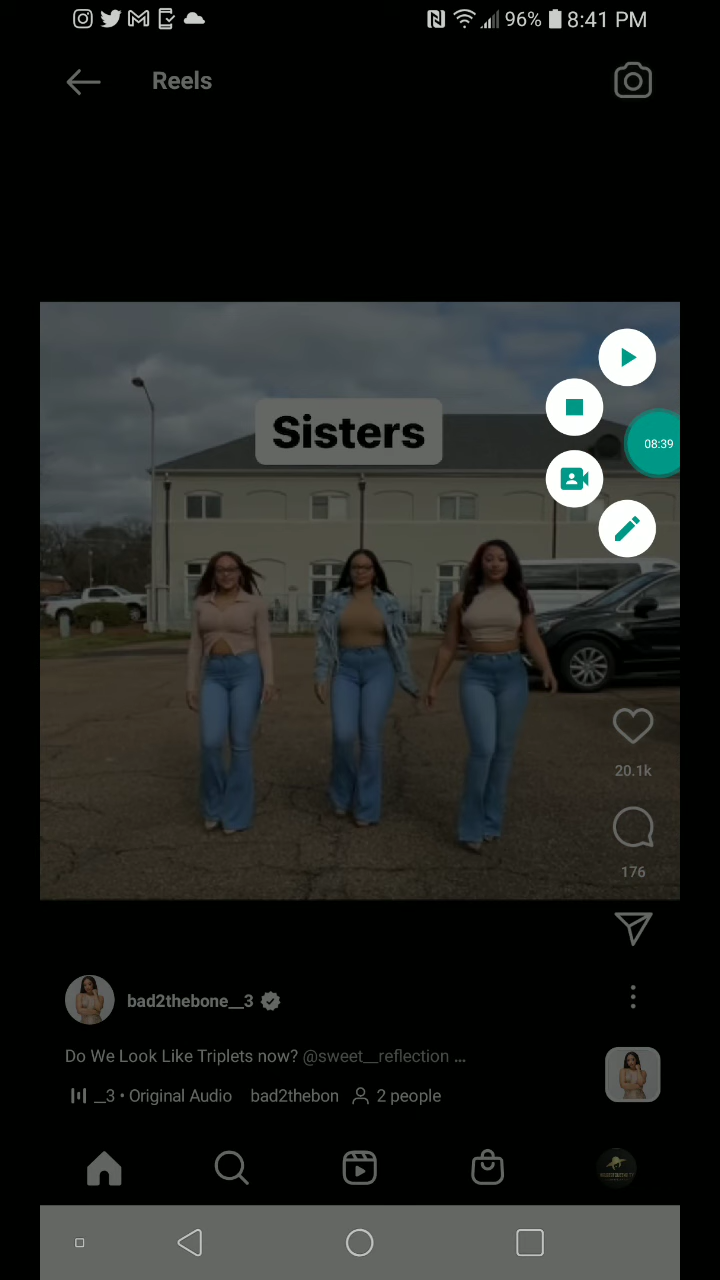 96% 8:41 PM
Reels
Sisters
08:39
20.1k
176
bad2thebone__3
Do We Look Like Triplets now? @sweet__reflection ...
__3 • Original Audio bad2thebon 2 people